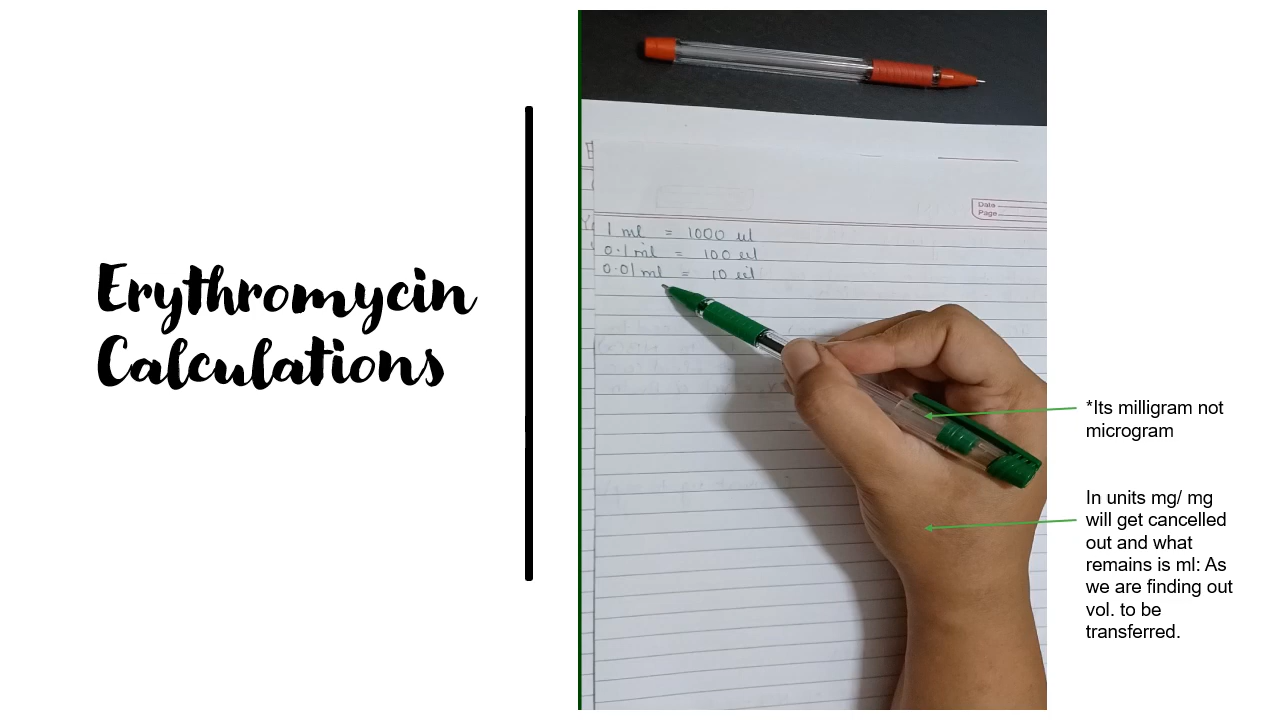 Erythromycin
Calculations
Date
Page
1 ml = 1000 ul
0.1 ml = 100 ul
0.01 ml = 10 ul
*Its milligram not
microgram
In units mg/ mg
will get cancelled
out and what
remains is ml: As
we are finding out
vol. to be
transferred.